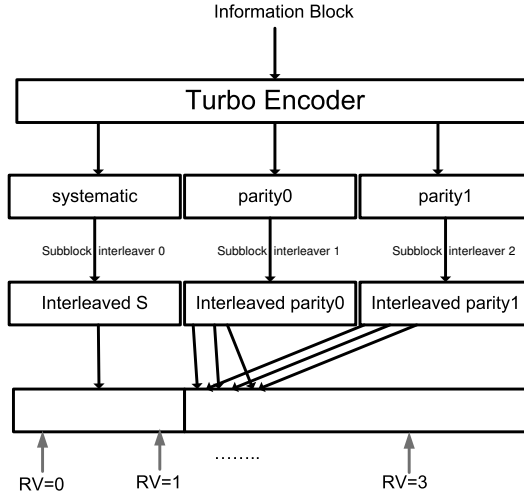 Information Block
Turbo Encoder
systematic
parity0
parity1
Subblock interleaver 0
Subblock interleaver 1
Subblock interleaver 2
Interleaved S
Interleaved parity0
Interleaved parity1
........
RV=0
RV=1
RV=3